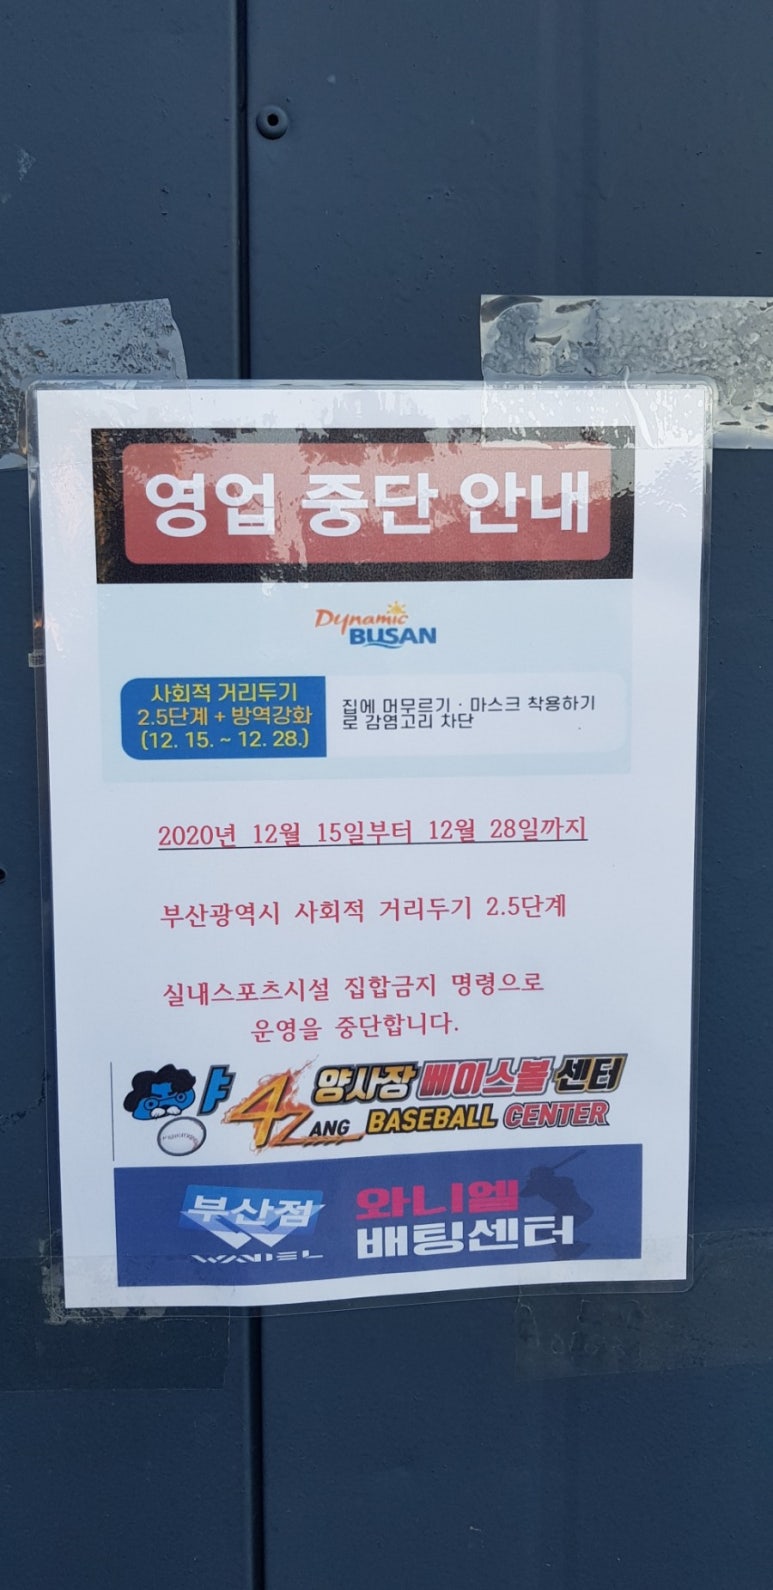 영업 중단 안내
Dynamic
BUSAN
사회적 거리두기
2.5단계 + 방역강화
(12. 15. ~ 12. 28.)
집에 머무르기 · 마스크 착용하기
로 감염고리 차단
2020년 12월 15일부터 12월 28일까지
부산광역시 사회적 거리두기 2.5단계
실내스포츠시설 집합금지 명령으로
운영을 중단합니다.
야 4 양사장 베이스볼 센터
ZANG BASEBALL CENTER
부산점 와니엘
WANIEL 배팅센터